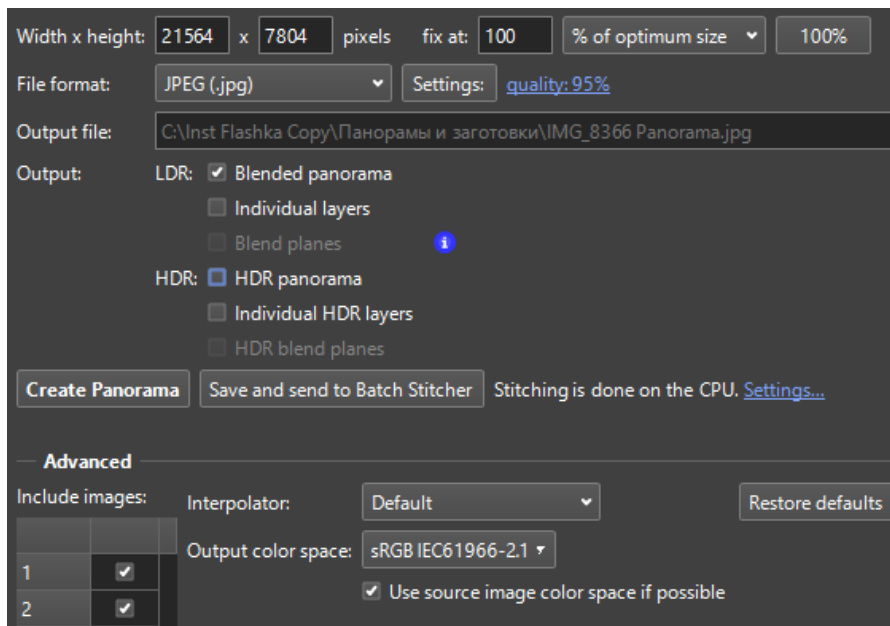 Width x height: 21564 x 7804 pixels fix at: 100 % of optimum size 100%
File format: JPEG (.jpg) Settings: quality: 95%
Output file: C:\Inst Flashka Copy\Панорамы и заготовки\IMG_8366 Panorama.jpg
Output: LDR: Blended panorama
Individual layers
Blend planes i
HDR: HDR panorama
Individual HDR layers
HDR blend planes
Create Panorama Save and send to Batch Stitcher Stitching is done on the CPU. Settings...
Advanced
Include images: Interpolator: Default Restore defaults
Output color space: sRGB IEC61966-2.1
1
Use source image color space if possible
2